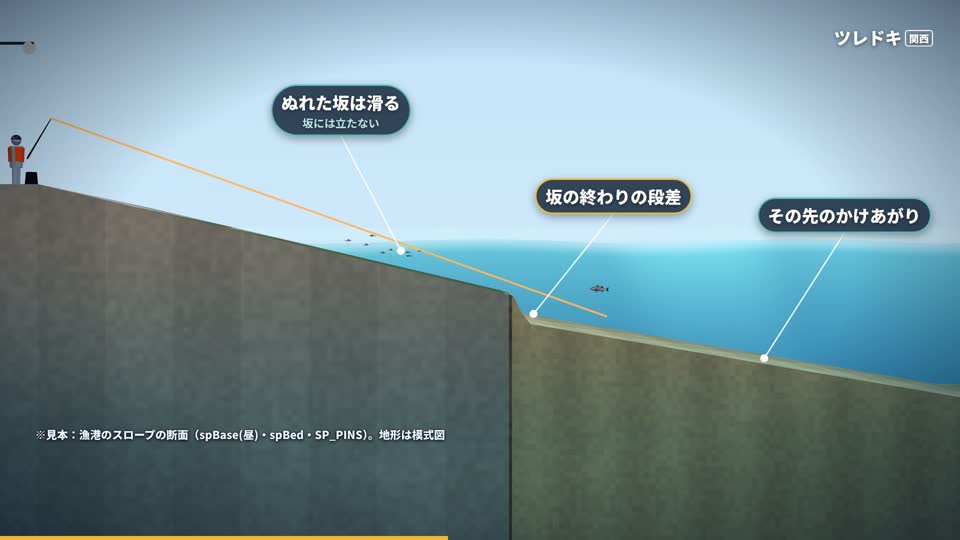 ツレドキ 関西
ぬれた坂は滑る
坂には立たない
坂の終わりの段差
その先のかけあがり
※見本：漁港のスロープの断面（spBase(昼)・spBed・SP_PINS）。地形は模式図